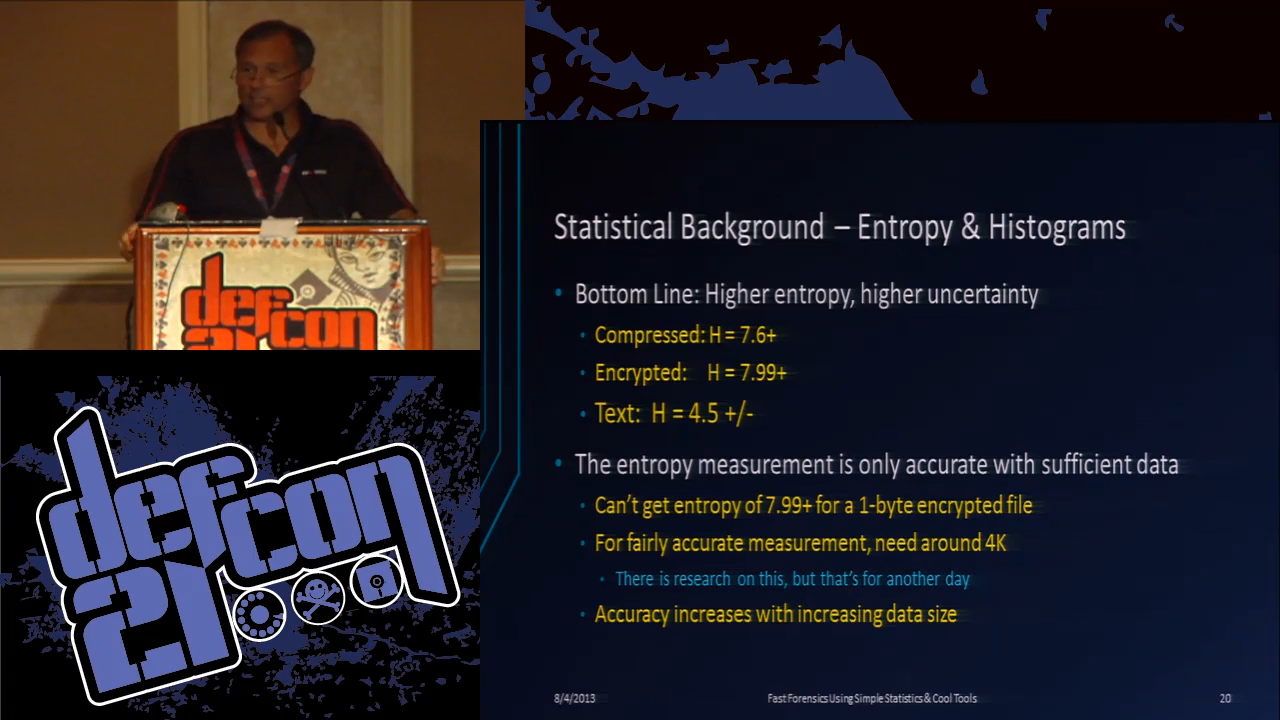 def con
21
Statistical Background – Entropy & Histograms
Bottom Line: Higher entropy, higher uncertainty
Compressed: H = 7.6+
Encrypted: H = 7.99+
Text: H = 4.5 +/-
The entropy measurement is only accurate with sufficient data
Can't get entropy of 7.99+ for a 1-byte encrypted file
For fairly accurate measurement, need around 4K
There is research on this, but that's for another day
Accuracy increases with increasing data size
8/4/2013 Fast Forensics Using Simple Statistics & Cool Tools 20
defcon
21